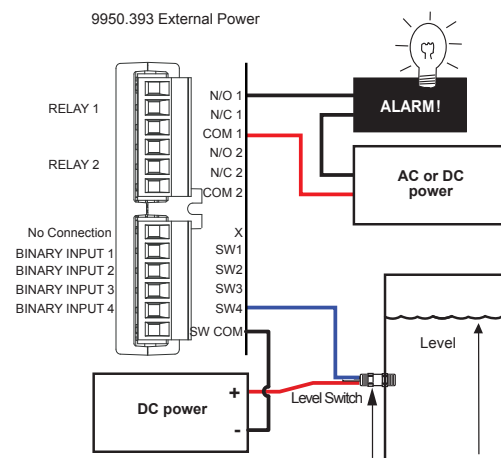 9950.393 External Power
RELAY 1
RELAY 2
N/O 1
N/C 1
COM 1
N/O 2
N/C 2
COM 2
ALARM!
AC or DC
power
No Connection
BINARY INPUT 1
BINARY INPUT 2
BINARY INPUT 3
BINARY INPUT 4
X
SW1
SW2
SW3
SW4
SW COM
Level
Level Switch
DC power
+
-